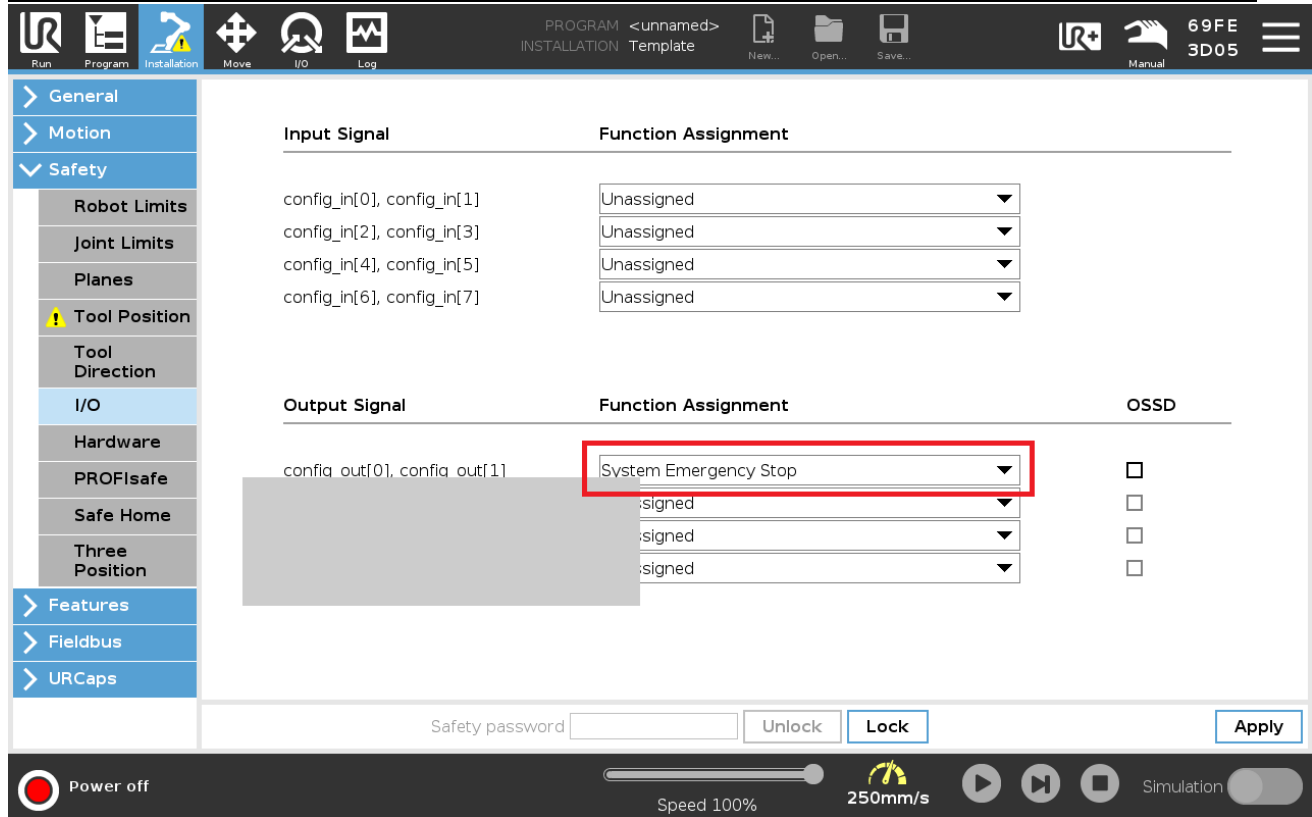 PROGRAM <unnamed>
INSTALLATION Template
UR
UR+
69FE
3D05
Run Program Installation Move I/O Log New... Open... Save... Manual
General
Motion
Safety
Robot Limits
Joint Limits
Planes
Tool Position
Tool
Direction
I/O
Hardware
PROFIsafe
Safe Home
Three
Position
Features
Fieldbus
URCaps
Input Signal Function Assignment
config_in[0], config_in[1] Unassigned
config_in[2], config_in[3] Unassigned
config_in[4], config_in[5] Unassigned
config_in[6], config_in[7] Unassigned
Output Signal Function Assignment OSSD
config_out[0], config_out[1] System Emergency Stop
Safety password Unlock Lock Apply
Power off
Speed 100%
250mm/s
Simulation